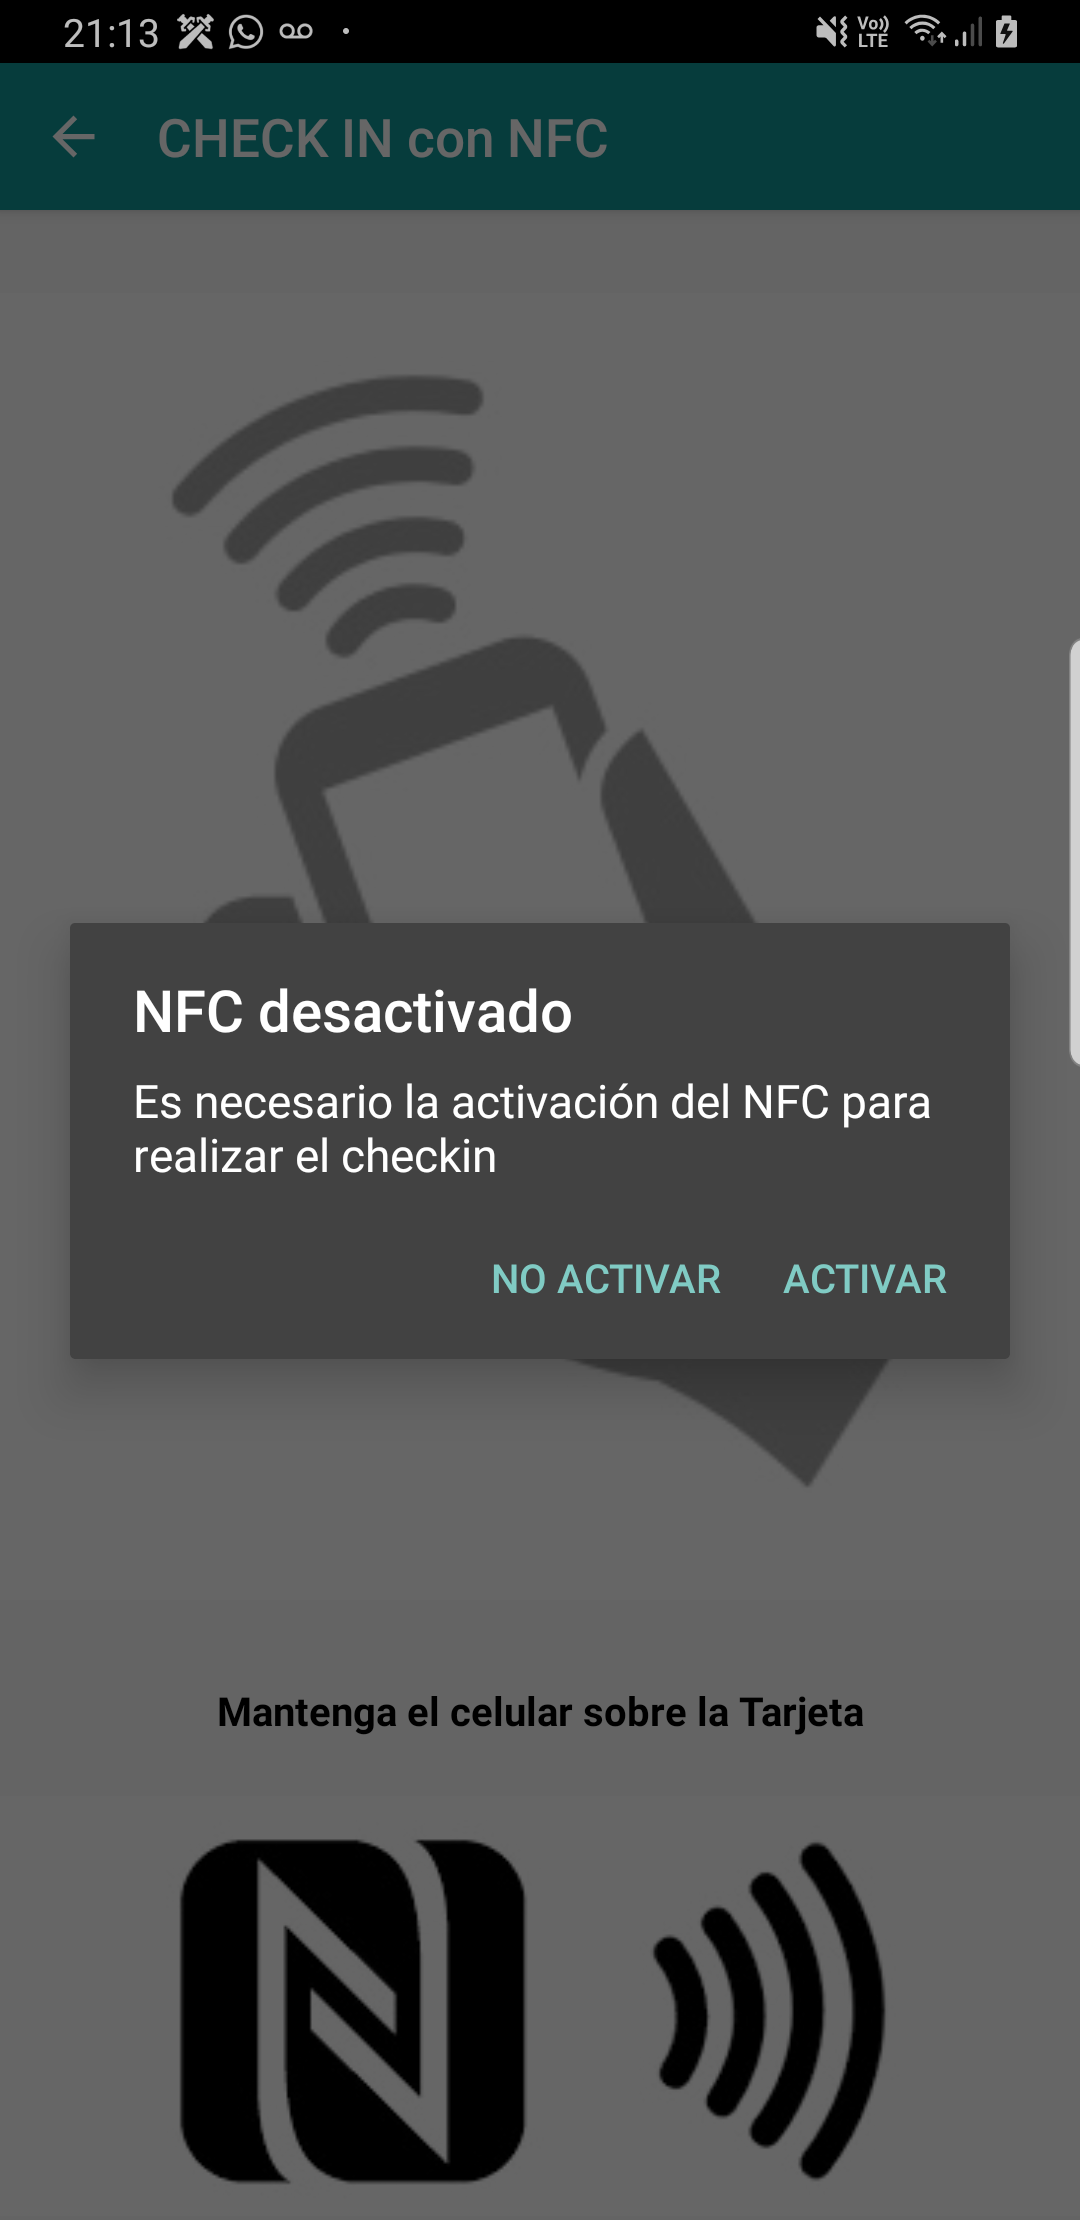 21:13
Vo)) LTE
CHECK IN con NFC
NFC desactivado
Es necesario la activación del NFC para
realizar el checkin
NO ACTIVAR ACTIVAR
Mantenga el celular sobre la Tarjeta